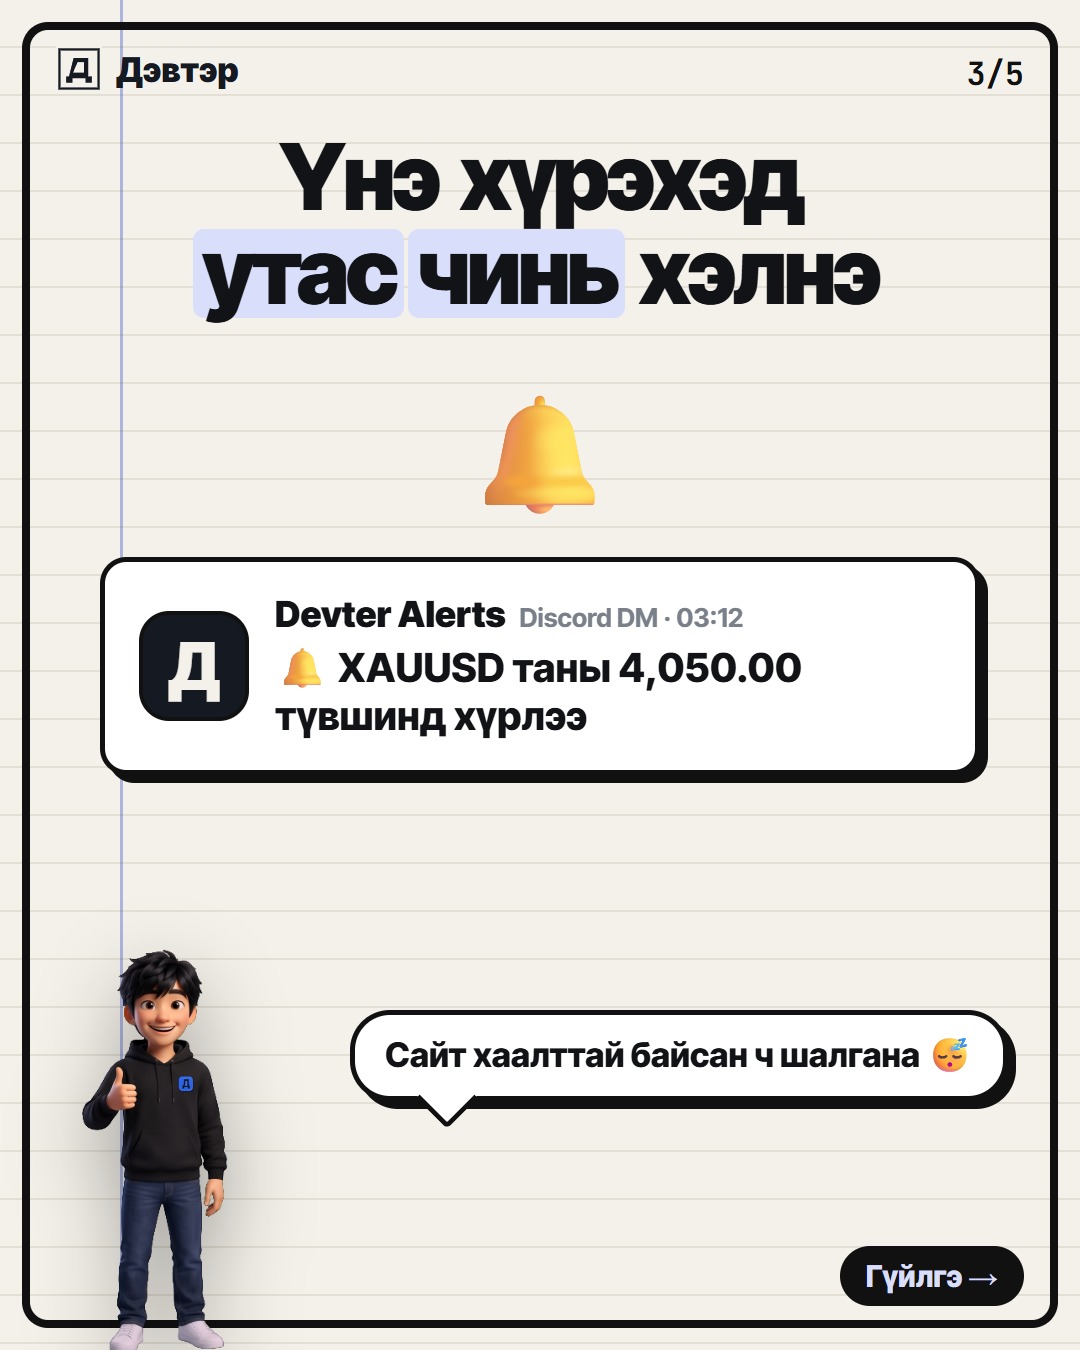 Д Дэвтэр
3/5
Үнэ хүрэхэд
утас чинь хэлнэ
Д
Devter Alerts Discord DM · 03:12
🔔 XAUUSD таны 4,050.00
түвшинд хүрлээ
Сайт хаалттай байсан ч шалгана 😴
Д
Гүйлгэ →